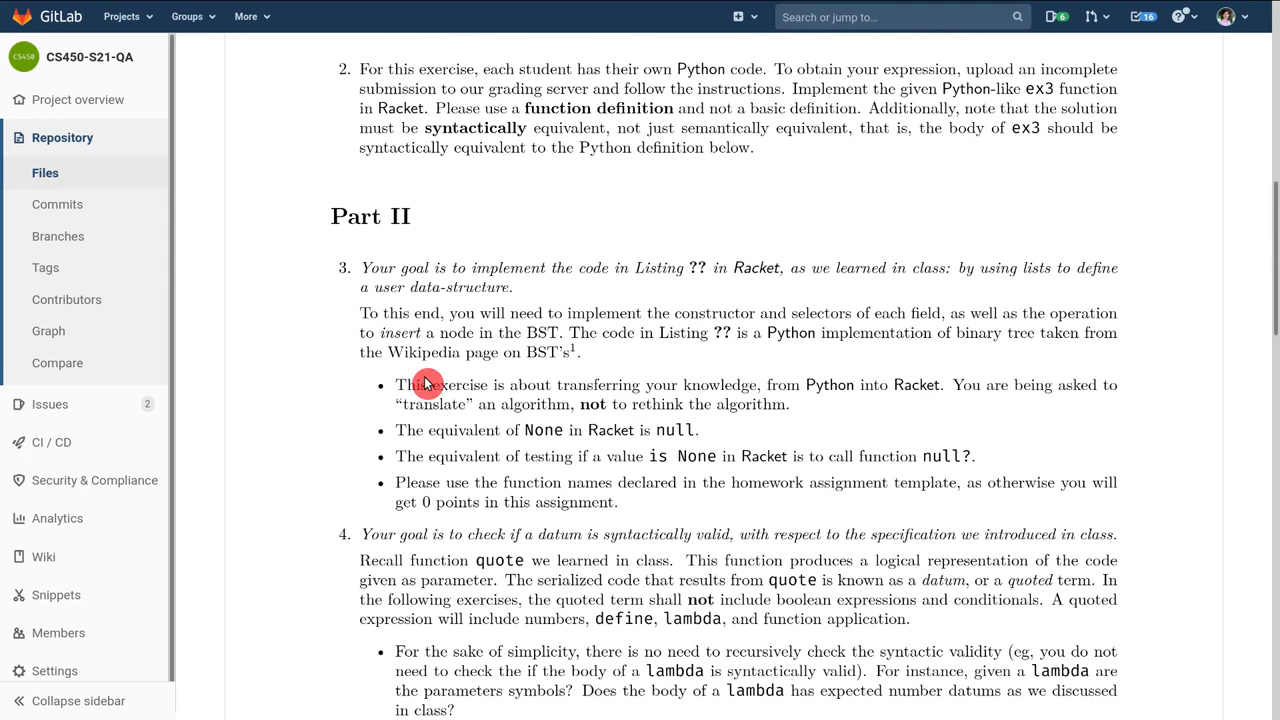 GitLab
Projects
Groups
More
Search or jump to...
6
16
CS450
CS450-S21-QA
Project overview
Repository
Files
Commits
Branches
Tags
Contributors
Graph
Compare
Issues
2
CI / CD
Security & Compliance
Analytics
Wiki
Snippets
Members
Settings
Collapse sidebar
2. For this exercise, each student has their own Python code. To obtain your expression, upload an incomplete
submission to our grading server and follow the instructions. Implement the given Python-like ex3 function
in Racket. Please use a function definition and not a basic definition. Additionally, note that the solution
must be syntactically equivalent, not just semantically equivalent, that is, the body of ex3 should be
syntactically equivalent to the Python definition below.
Part II
3. Your goal is to implement the code in Listing ?? in Racket, as we learned in class: by using lists to define
a user data-structure.
To this end, you will need to implement the constructor and selectors of each field, as well as the operation
to insert a node in the BST. The code in Listing ?? is a Python implementation of binary tree taken from
the Wikipedia page on BST's¹.
• This exercise is about transferring your knowledge, from Python into Racket. You are being asked to
"translate" an algorithm, not to rethink the algorithm.
• The equivalent of None in Racket is null.
• The equivalent of testing if a value is None in Racket is to call function null?.
• Please use the function names declared in the homework assignment template, as otherwise you will
get 0 points in this assignment.
4. Your goal is to check if a datum is syntactically valid, with respect to the specification we introduced in class.
Recall function quote we learned in class. This function produces a logical representation of the code
given as parameter. The serialized code that results from quote is known as a datum, or a quoted term. In
the following exercises, the quoted term shall not include boolean expressions and conditionals. A quoted
expression will include numbers, define, lambda, and function application.
• For the sake of simplicity, there is no need to recursively check the syntactic validity (eg, you do not
need to check the if the body of a lambda is syntactically valid). For instance, given a lambda are
the parameters symbols? Does the body of a lambda has expected number datums as we discussed
in class?